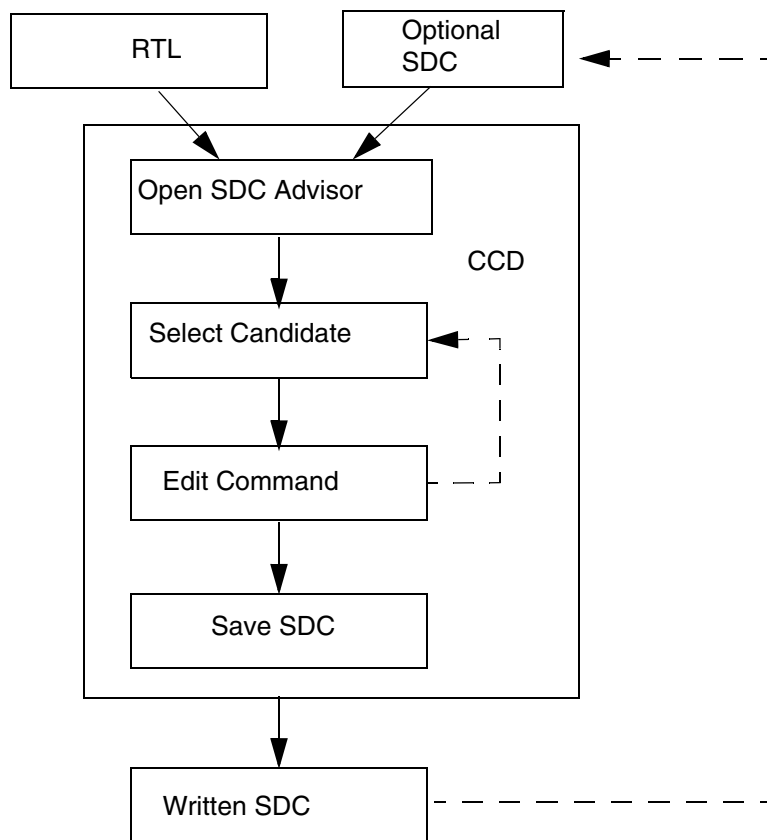 RTL
Optional
SDC
Open SDC Advisor
CCD
Select Candidate
Edit Command
Save SDC
Written SDC